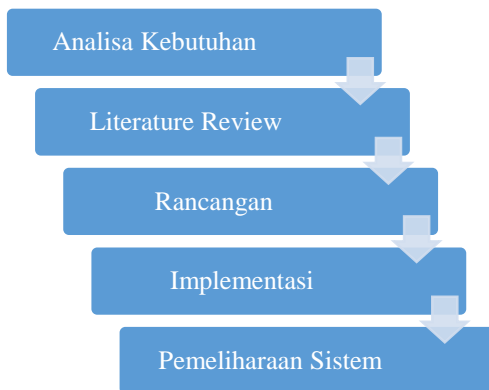 Analisa Kebutuhan
Literature Review
Rancangan
Implementasi
Pemeliharaan Sistem